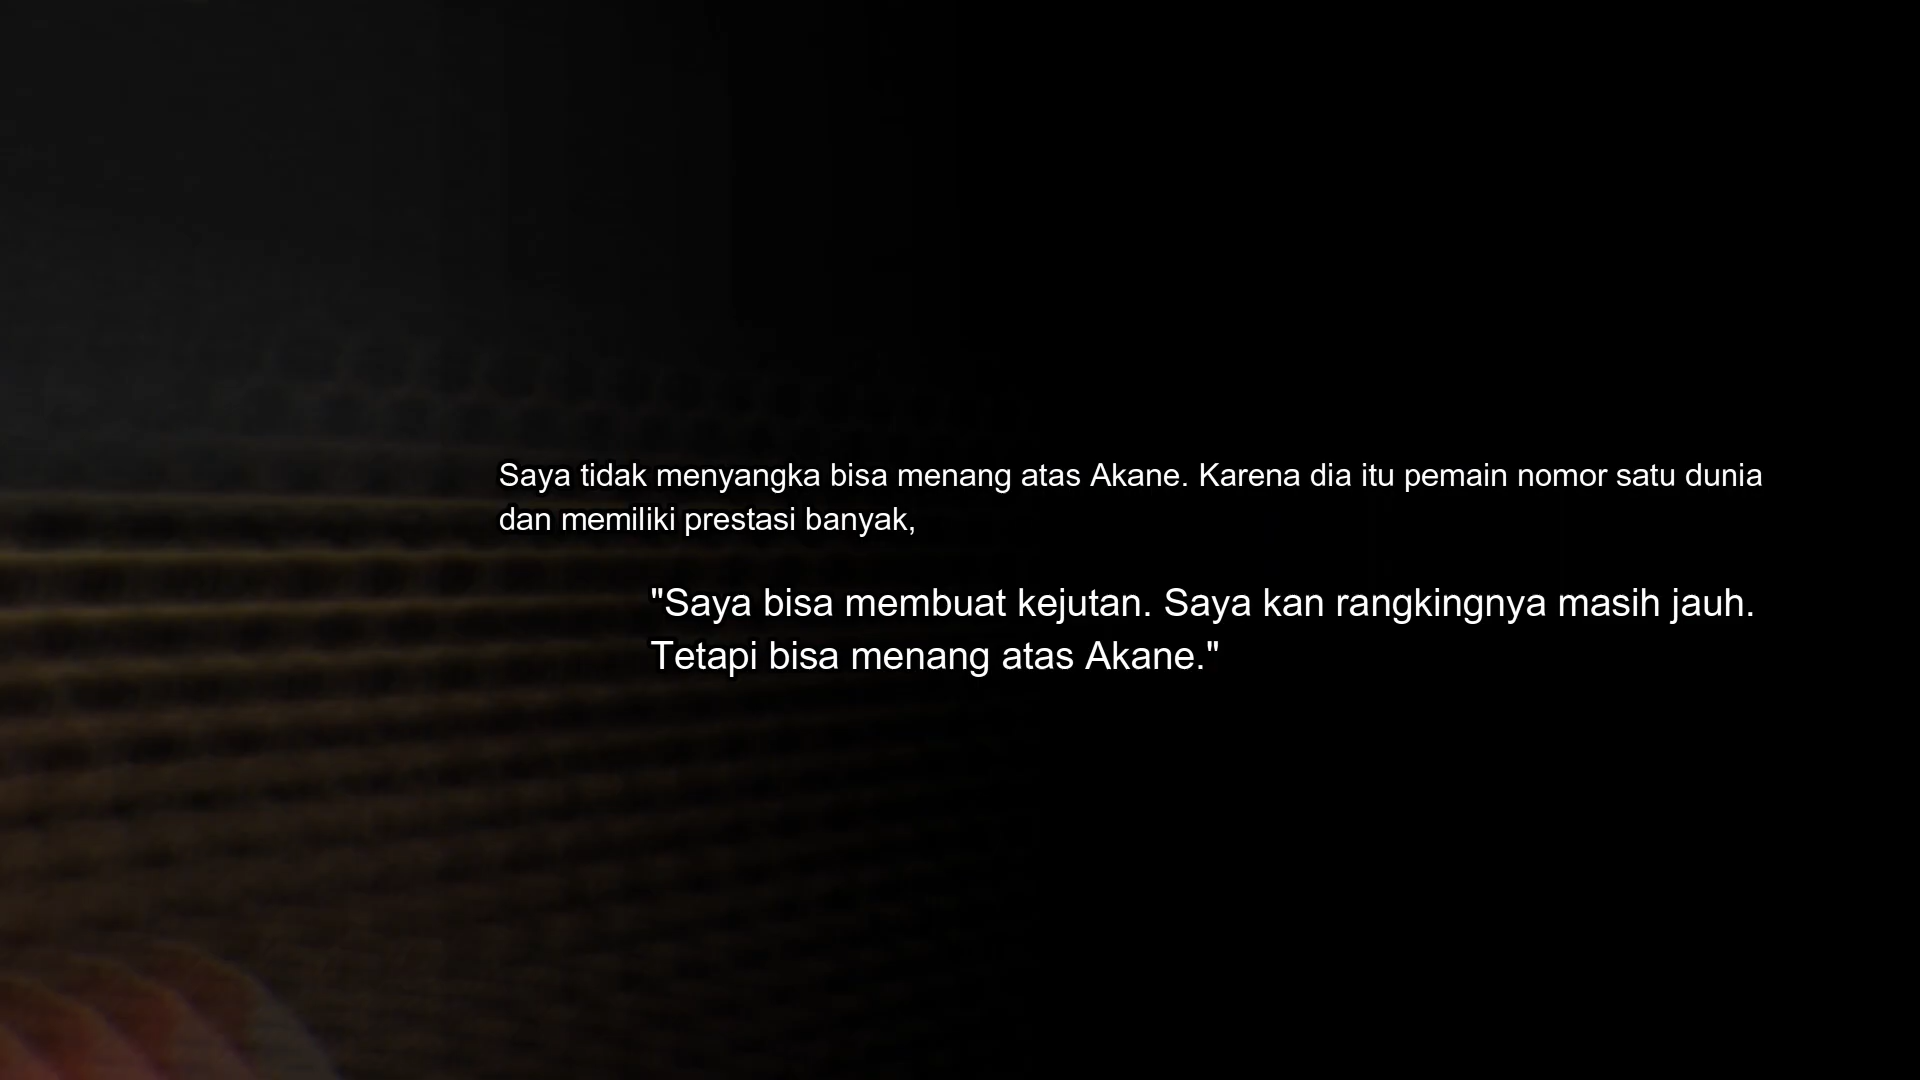 Saya tidak menyangka bisa menang atas Akane. Karena dia itu pemain nomor satu dunia
dan memiliki prestasi banyak,
"Saya bisa membuat kejutan. Saya kan rangkingnya masih jauh.
Tetapi bisa menang atas Akane."